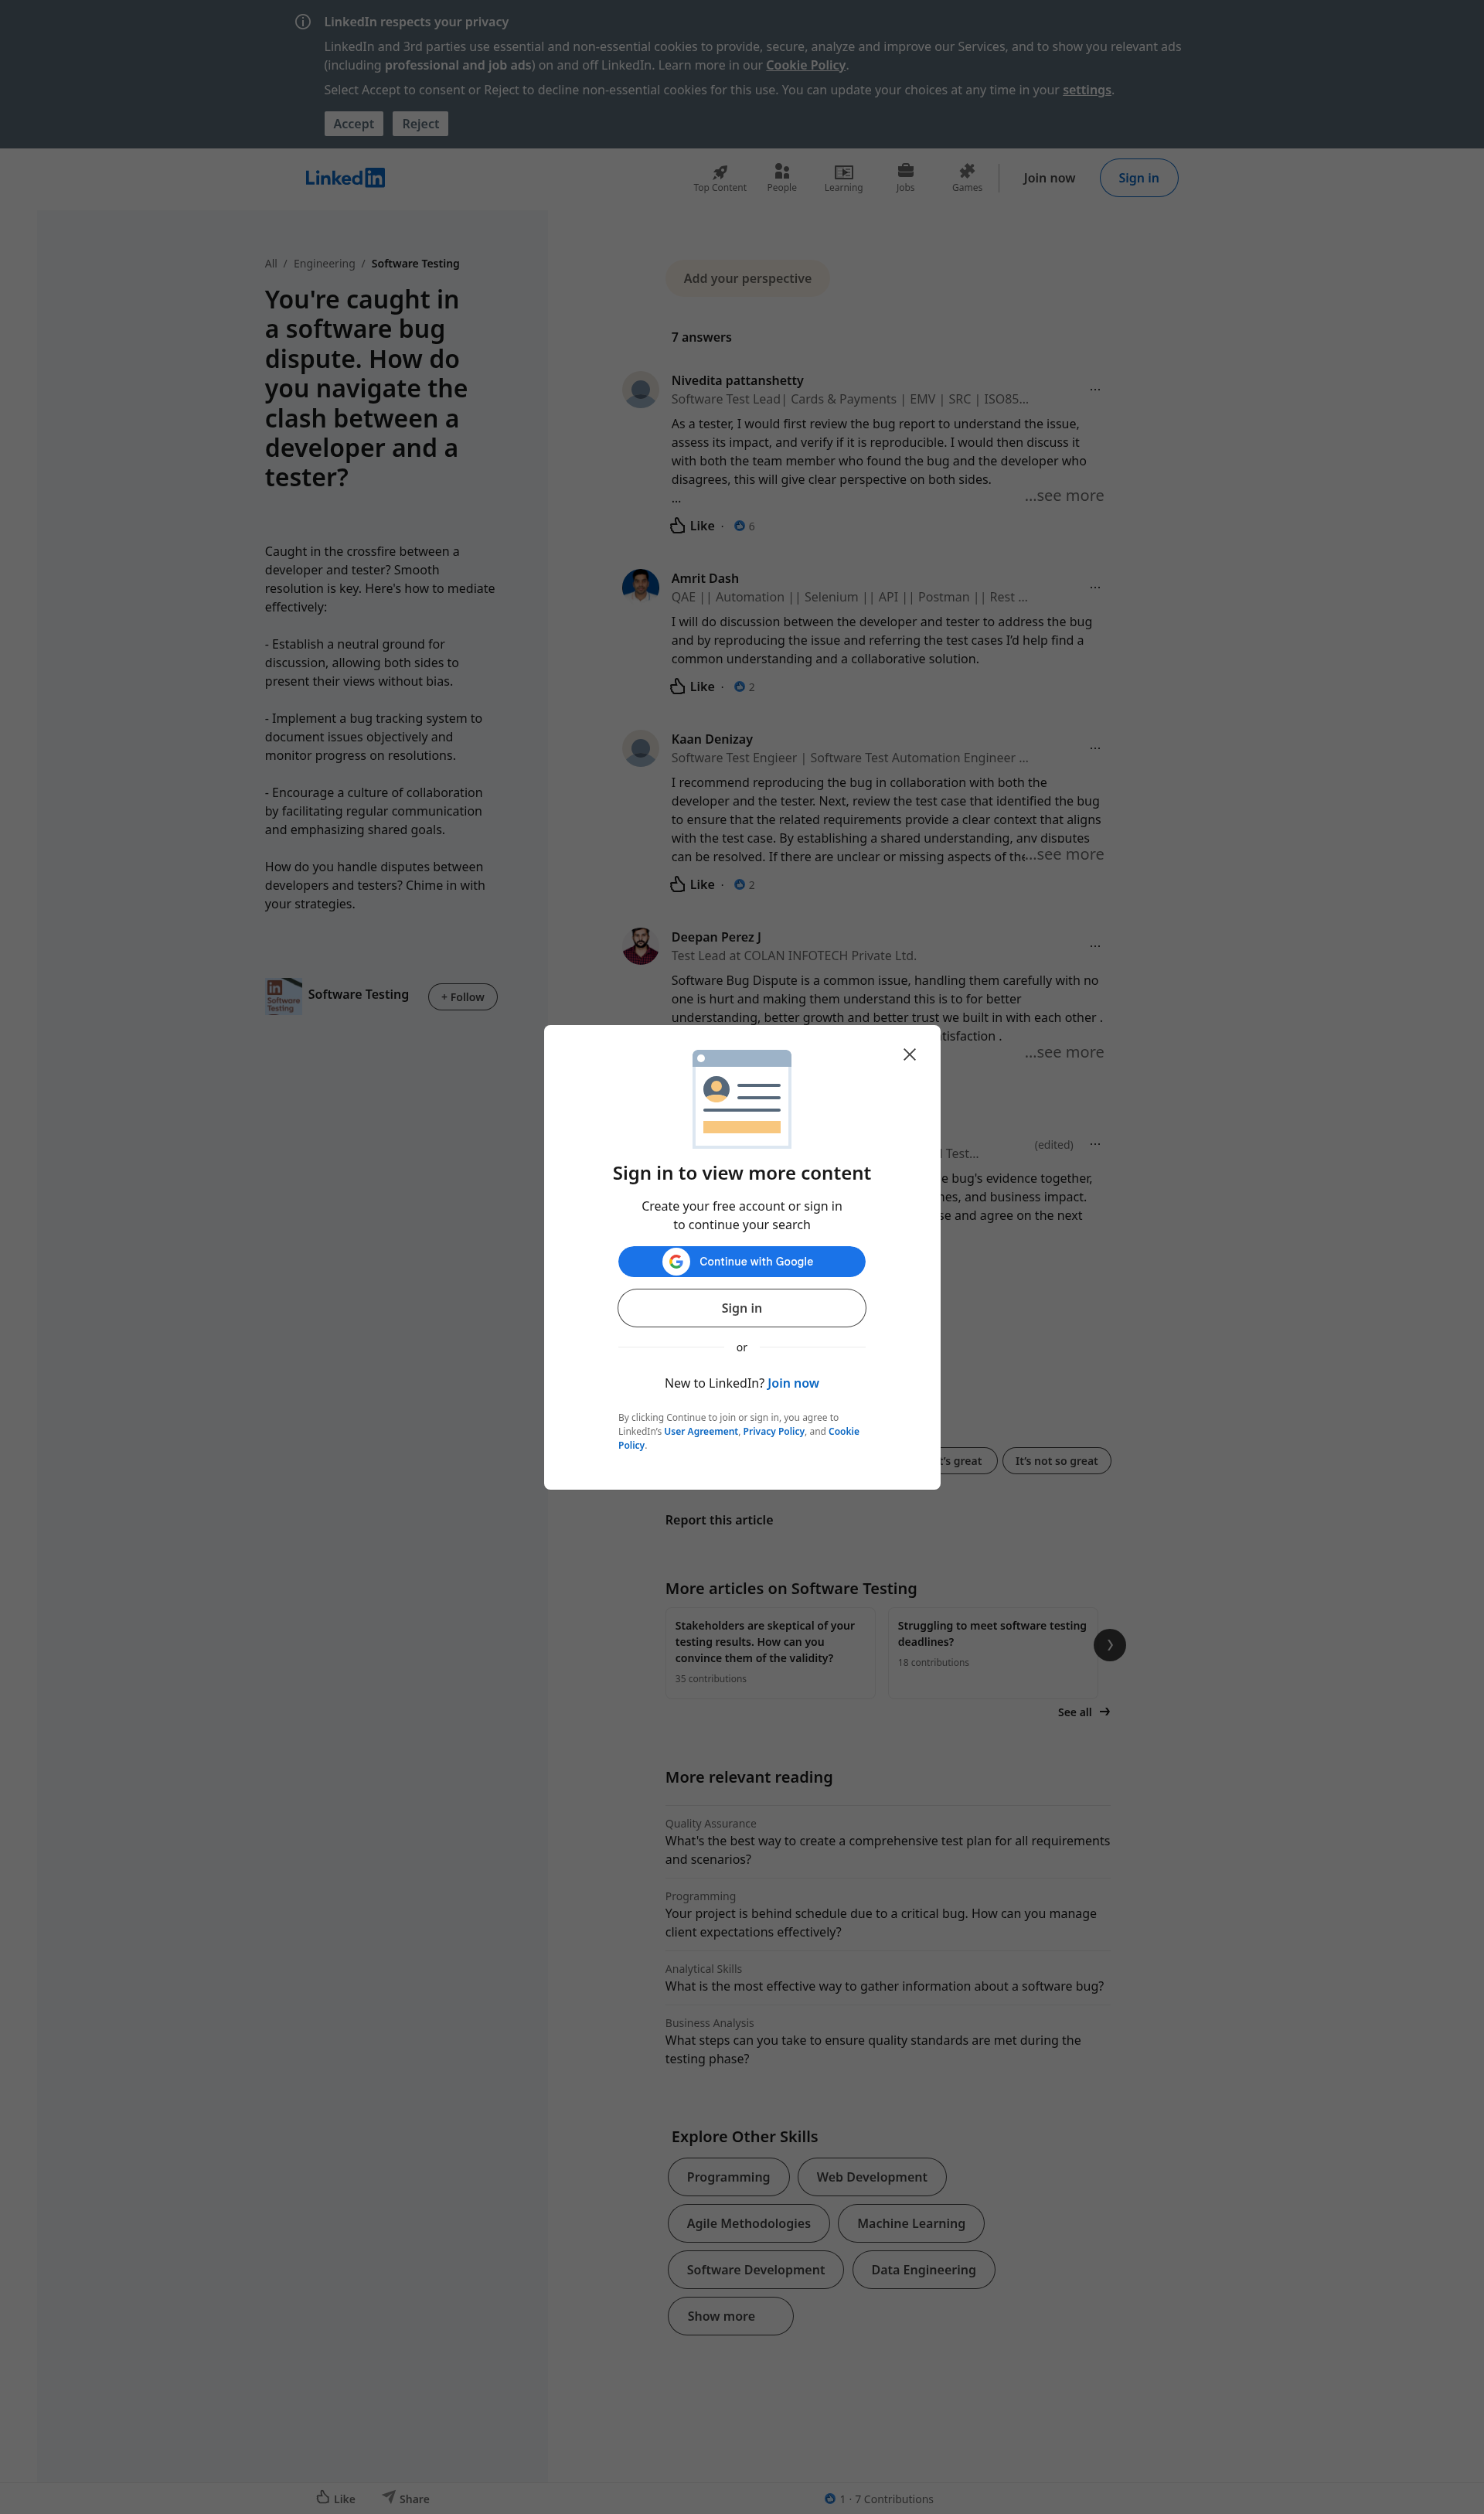 LinkedIn respects your privacy
LinkedIn and 3rd parties use essential and non-essential cookies to provide, secure, analyze and improve our Services, and to show you relevant ads
(including professional and job ads) on and off LinkedIn. Learn more in our Cookie Policy.
Select Accept to consent or Reject to decline non-essential cookies for this use. You can update your choices at any time in your settings.
Accept Reject
Linkedin
Top Content People Learning Jobs Games Join now Sign in
All / Engineering / Software Testing
You're caught in
a software bug
dispute. How do
you navigate the
clash between a
developer and a
tester?
Caught in the crossfire between a
developer and tester? Smooth
resolution is key. Here's how to mediate
effectively:
- Establish a neutral ground for
discussion, allowing both sides to
present their views without bias.
- Implement a bug tracking system to
document issues objectively and
monitor progress on resolutions.
- Encourage a culture of collaboration
by facilitating regular communication
and emphasizing shared goals.
How do you handle disputes between
developers and testers? Chime in with
your strategies.
in
Software
Testing
Software Testing
+ Follow
Add your perspective
7 answers
Nivedita pattanshetty
...
Software Test Lead| Cards & Payments | EMV | SRC | ISO85...
As a tester, I would first review the bug report to understand the issue,
assess its impact, and verify if it is reproducible. I would then discuss it
with both the team member who found the bug and the developer who
disagrees, this will give clear perspective on both sides.
...
...see more
Like · 6
Amrit Dash
...
QAE || Automation || Selenium || API || Postman || Rest ...
I will do discussion between the developer and tester to address the bug
and by reproducing the issue and referring the test cases I'd help find a
common understanding and a collaborative solution.
Like · 2
Kaan Denizay
...
Software Test Engieer | Software Test Automation Engineer ...
I recommend reproducing the bug in collaboration with both the
developer and the tester. Next, review the test case that identified the bug
to ensure that the related requirements provide a clear context that aligns
with the test case. By establishing a shared understanding, any disputes
can be resolved. If there are unclear or missing aspects of the
...see more
Like · 2
Deepan Perez J
...
Test Lead at COLAN INFOTECH Private Ltd.
Software Bug Dispute is a common issue, handling them carefully with no
one is hurt and making them understand this is to for better
understanding, better growth and better trust we built in with each other .
...see more
(edited) ...
Test...
bug's evidence together,
and business impact.
and agree on the next
Sign in to view more content
Create your free account or sign in
to continue your search
Continue with Google
Sign in
or
New to LinkedIn? Join now
By clicking Continue to join or sign in, you agree to
LinkedIn's User Agreement, Privacy Policy, and Cookie
Policy.
great
It's not so great
Report this article
More articles on Software Testing
Stakeholders are skeptical of your
testing results. How can you
convince them of the validity?
35 contributions
Struggling to meet software testing
deadlines?
18 contributions
See all
More relevant reading
Quality Assurance
What's the best way to create a comprehensive test plan for all requirements
and scenarios?
Programming
Your project is behind schedule due to a critical bug. How can you manage
client expectations effectively?
Analytical Skills
What is the most effective way to gather information about a software bug?
Business Analysis
What steps can you take to ensure quality standards are met during the
testing phase?
Explore Other Skills
Programming Web Development
Agile Methodologies Machine Learning
Software Development Data Engineering
Show more
Like Share 1 · 7 Contributions